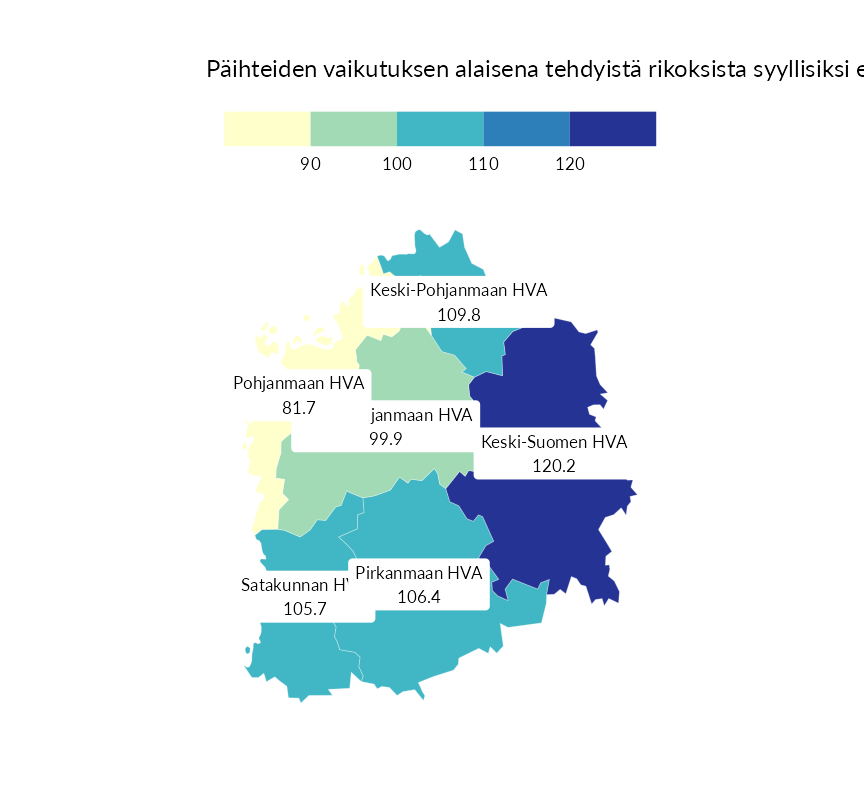 Päihteiden vaikutuksen alaisena tehdyistä rikoksista syyllisiksi e
90 100 110 120
Keski-Pohjanmaan HVA
109.8
Pohjanmaan HVA
81.7
janmaan HVA
99.9
Keski-Suomen HVA
120.2
Pirkanmaan HVA
106.4
Satakunnan HV
105.7